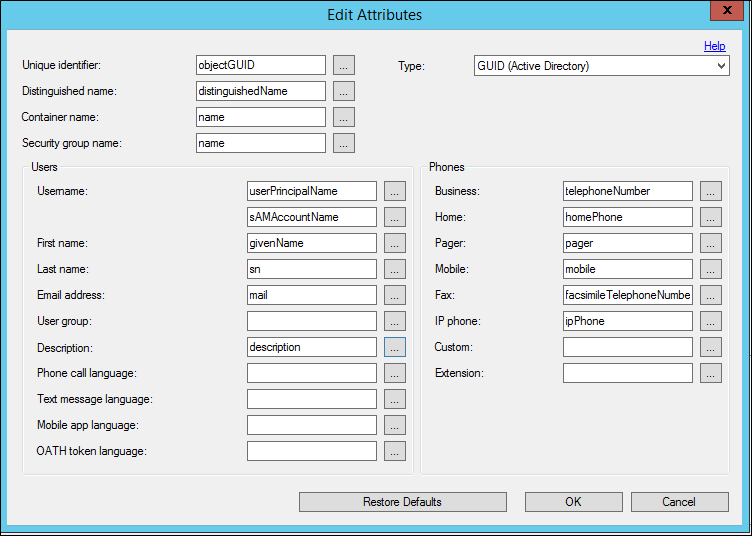 Edit Attributes
x
Help
Unique identifier: objectGUID ... Type: GUID (Active Directory)
Distinguished name: distinguishedName ...
Container name: name ...
Security group name: name ...
Users
Username: userPrincipalName ...
sAMAccountName ...
First name: givenName ...
Last name: sn ...
Email address: mail ...
User group: ...
Description: description ...
Phone call language: ...
Text message language: ...
Mobile app language: ...
OATH token language: ...
Phones
Business: telephoneNumber ...
Home: homePhone ...
Pager: pager ...
Mobile: mobile ...
Fax: facsimileTelephoneNumbe ...
IP phone: ipPhone ...
Custom: ...
Extension: ...
Restore Defaults OK Cancel